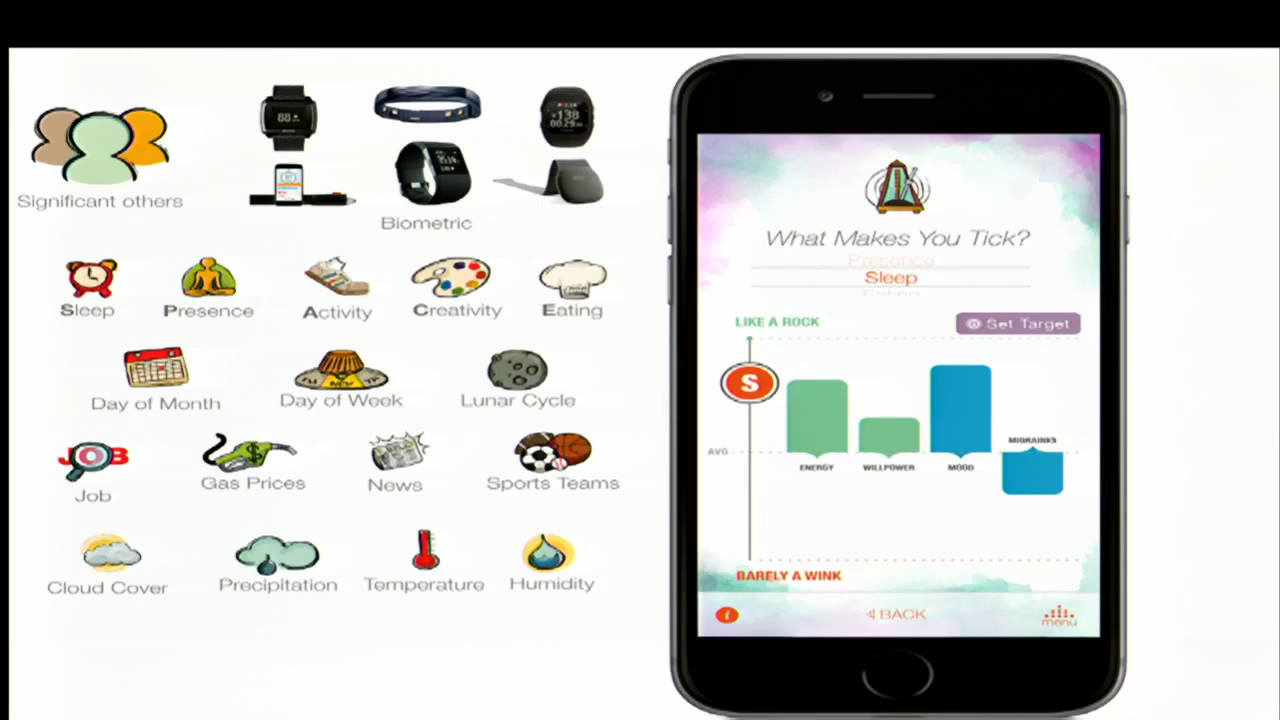 Significant others
Biometric
Sleep Presence Activity Creativity Eating
Day of Month Day of Week Lunar Cycle
JOB
Job Gas Prices News Sports Teams
Cloud Cover Precipitation Temperature Humidity
What Makes You Tick?
Presence
Sleep
Eating
LIKE A ROCK
Set Target
S
MIGRAINES
AVG
ENERGY WILLPOWER MOOD
BARELY A WINK
i
BACK
menu